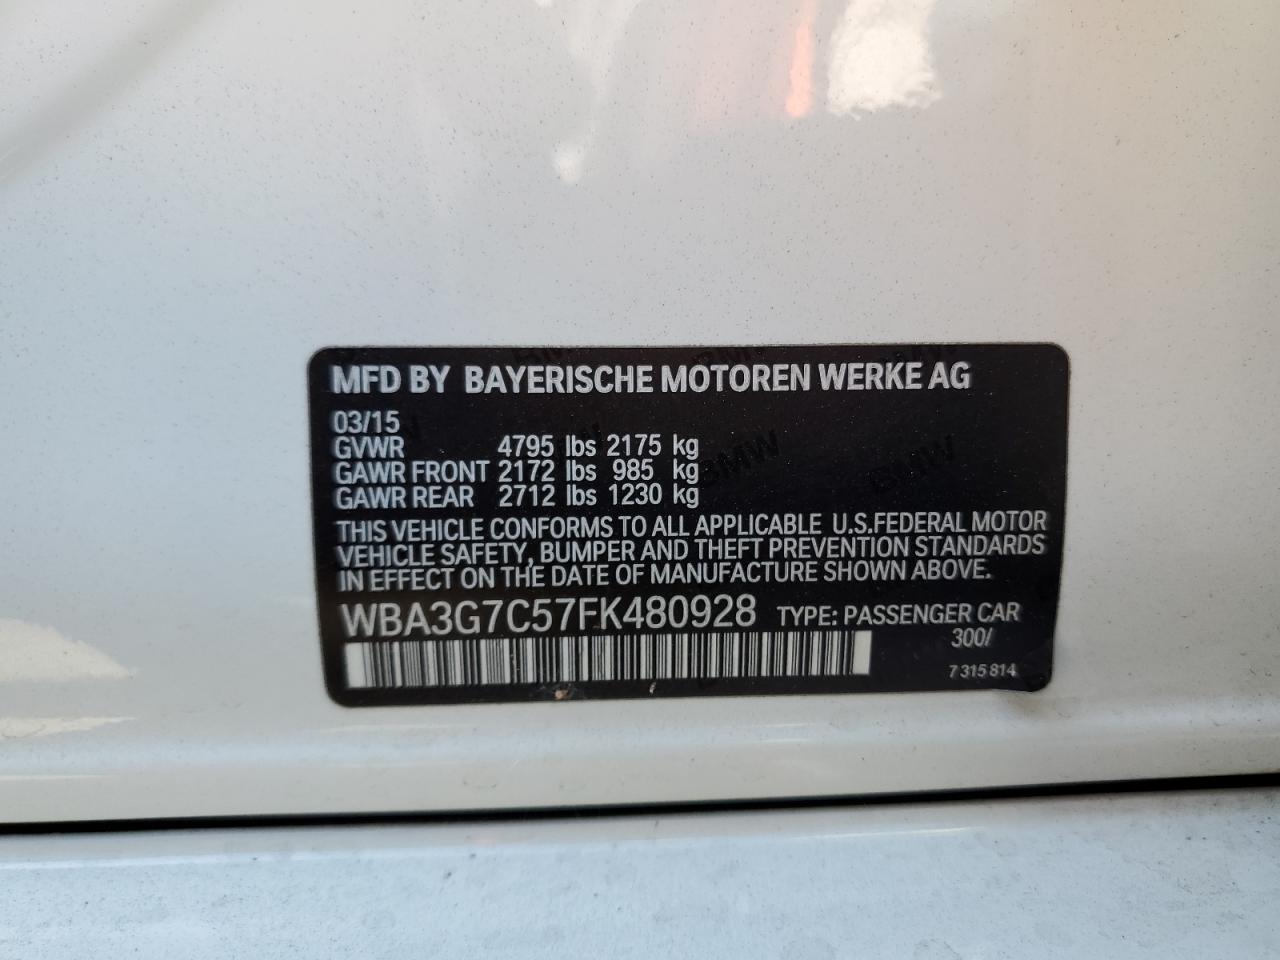 MFD BY BAYERISCHE MOTOREN WERKE AG
03/15
GVWR 4795 lbs 2175 kg
GAWR FRONT 2172 lbs 985 kg
GAWR REAR 2712 lbs 1230 kg
THIS VEHICLE CONFORMS TO ALL APPLICABLE U.S.FEDERAL MOTOR
VEHICLE SAFETY, BUMPER AND THEFT PREVENTION STANDARDS
IN EFFECT ON THE DATE OF MANUFACTURE SHOWN ABOVE.
WBA3G7C57FK480928 TYPE: PASSENGER CAR
300/
7 315 814